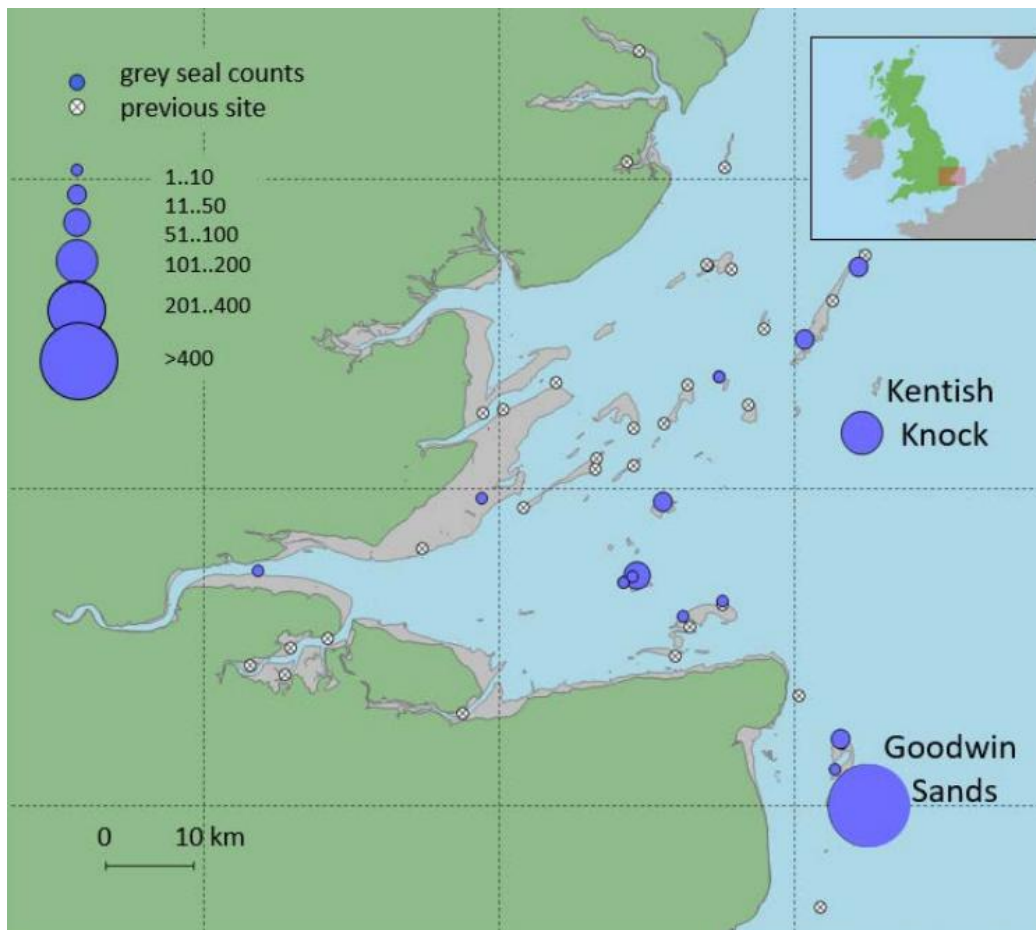 grey seal counts
previous site
1..10
11..50
51..100
101..200
201..400
>400
Kentish
Knock
Goodwin
Sands
0 10 km